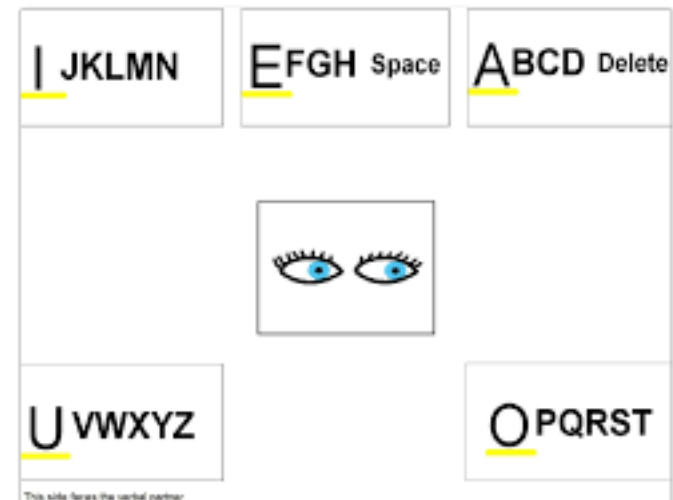 I JKLMN
EFGH Space
ABCD Delete
UVWXYZ
OPQRST
This side faces the verbal partner